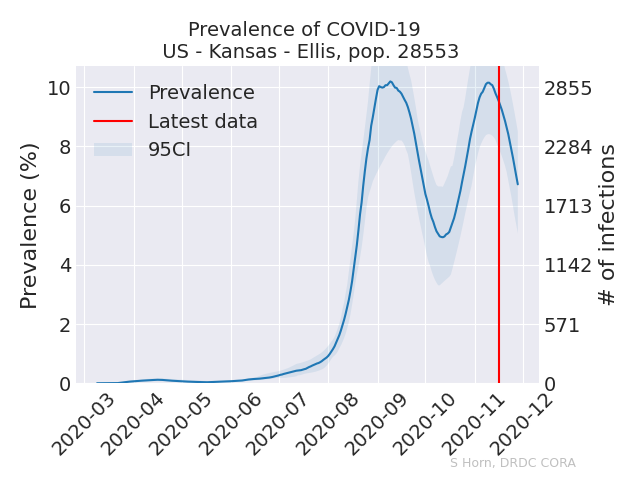 Prevalence of COVID-19
US - Kansas - Ellis, pop. 28553
Prevalence
Latest data
95CI
Prevalence (%)
10
8
6
4
2
0
2855
2284
1713
1142
571
0
# of infections
2020-03
2020-04
2020-05
2020-06
2020-07
2020-08
2020-09
2020-10
2020-11
2020-12
S Horn, DRDC CORA